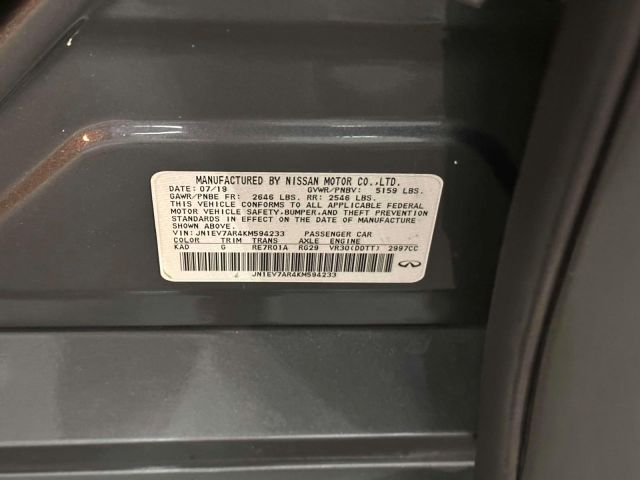 MANUFACTURED BY NISSAN MOTOR CO.,LTD.
DATE: 07/19 GVWR/PNBV: 5159 LBS.
GAWR/PNBE FR: 2646 LBS. RR: 2546 LBS.
THIS VEHICLE CONFORMS TO ALL APPLICABLE FEDERAL
MOTOR VEHICLE SAFETY,BUMPER,AND THEFT PREVENTION
STANDARDS IN EFFECT ON THE DATE OF MANUFACTURE
SHOWN ABOVE.
VIN: JN1EV7AR4KM594233 PASSENGER CAR
COLOR TRIM TRANS AXLE ENGINE
KAD G RE7R01A RG29 VR30(DDTT) 2997CC
JN1EV7AR4KM594233